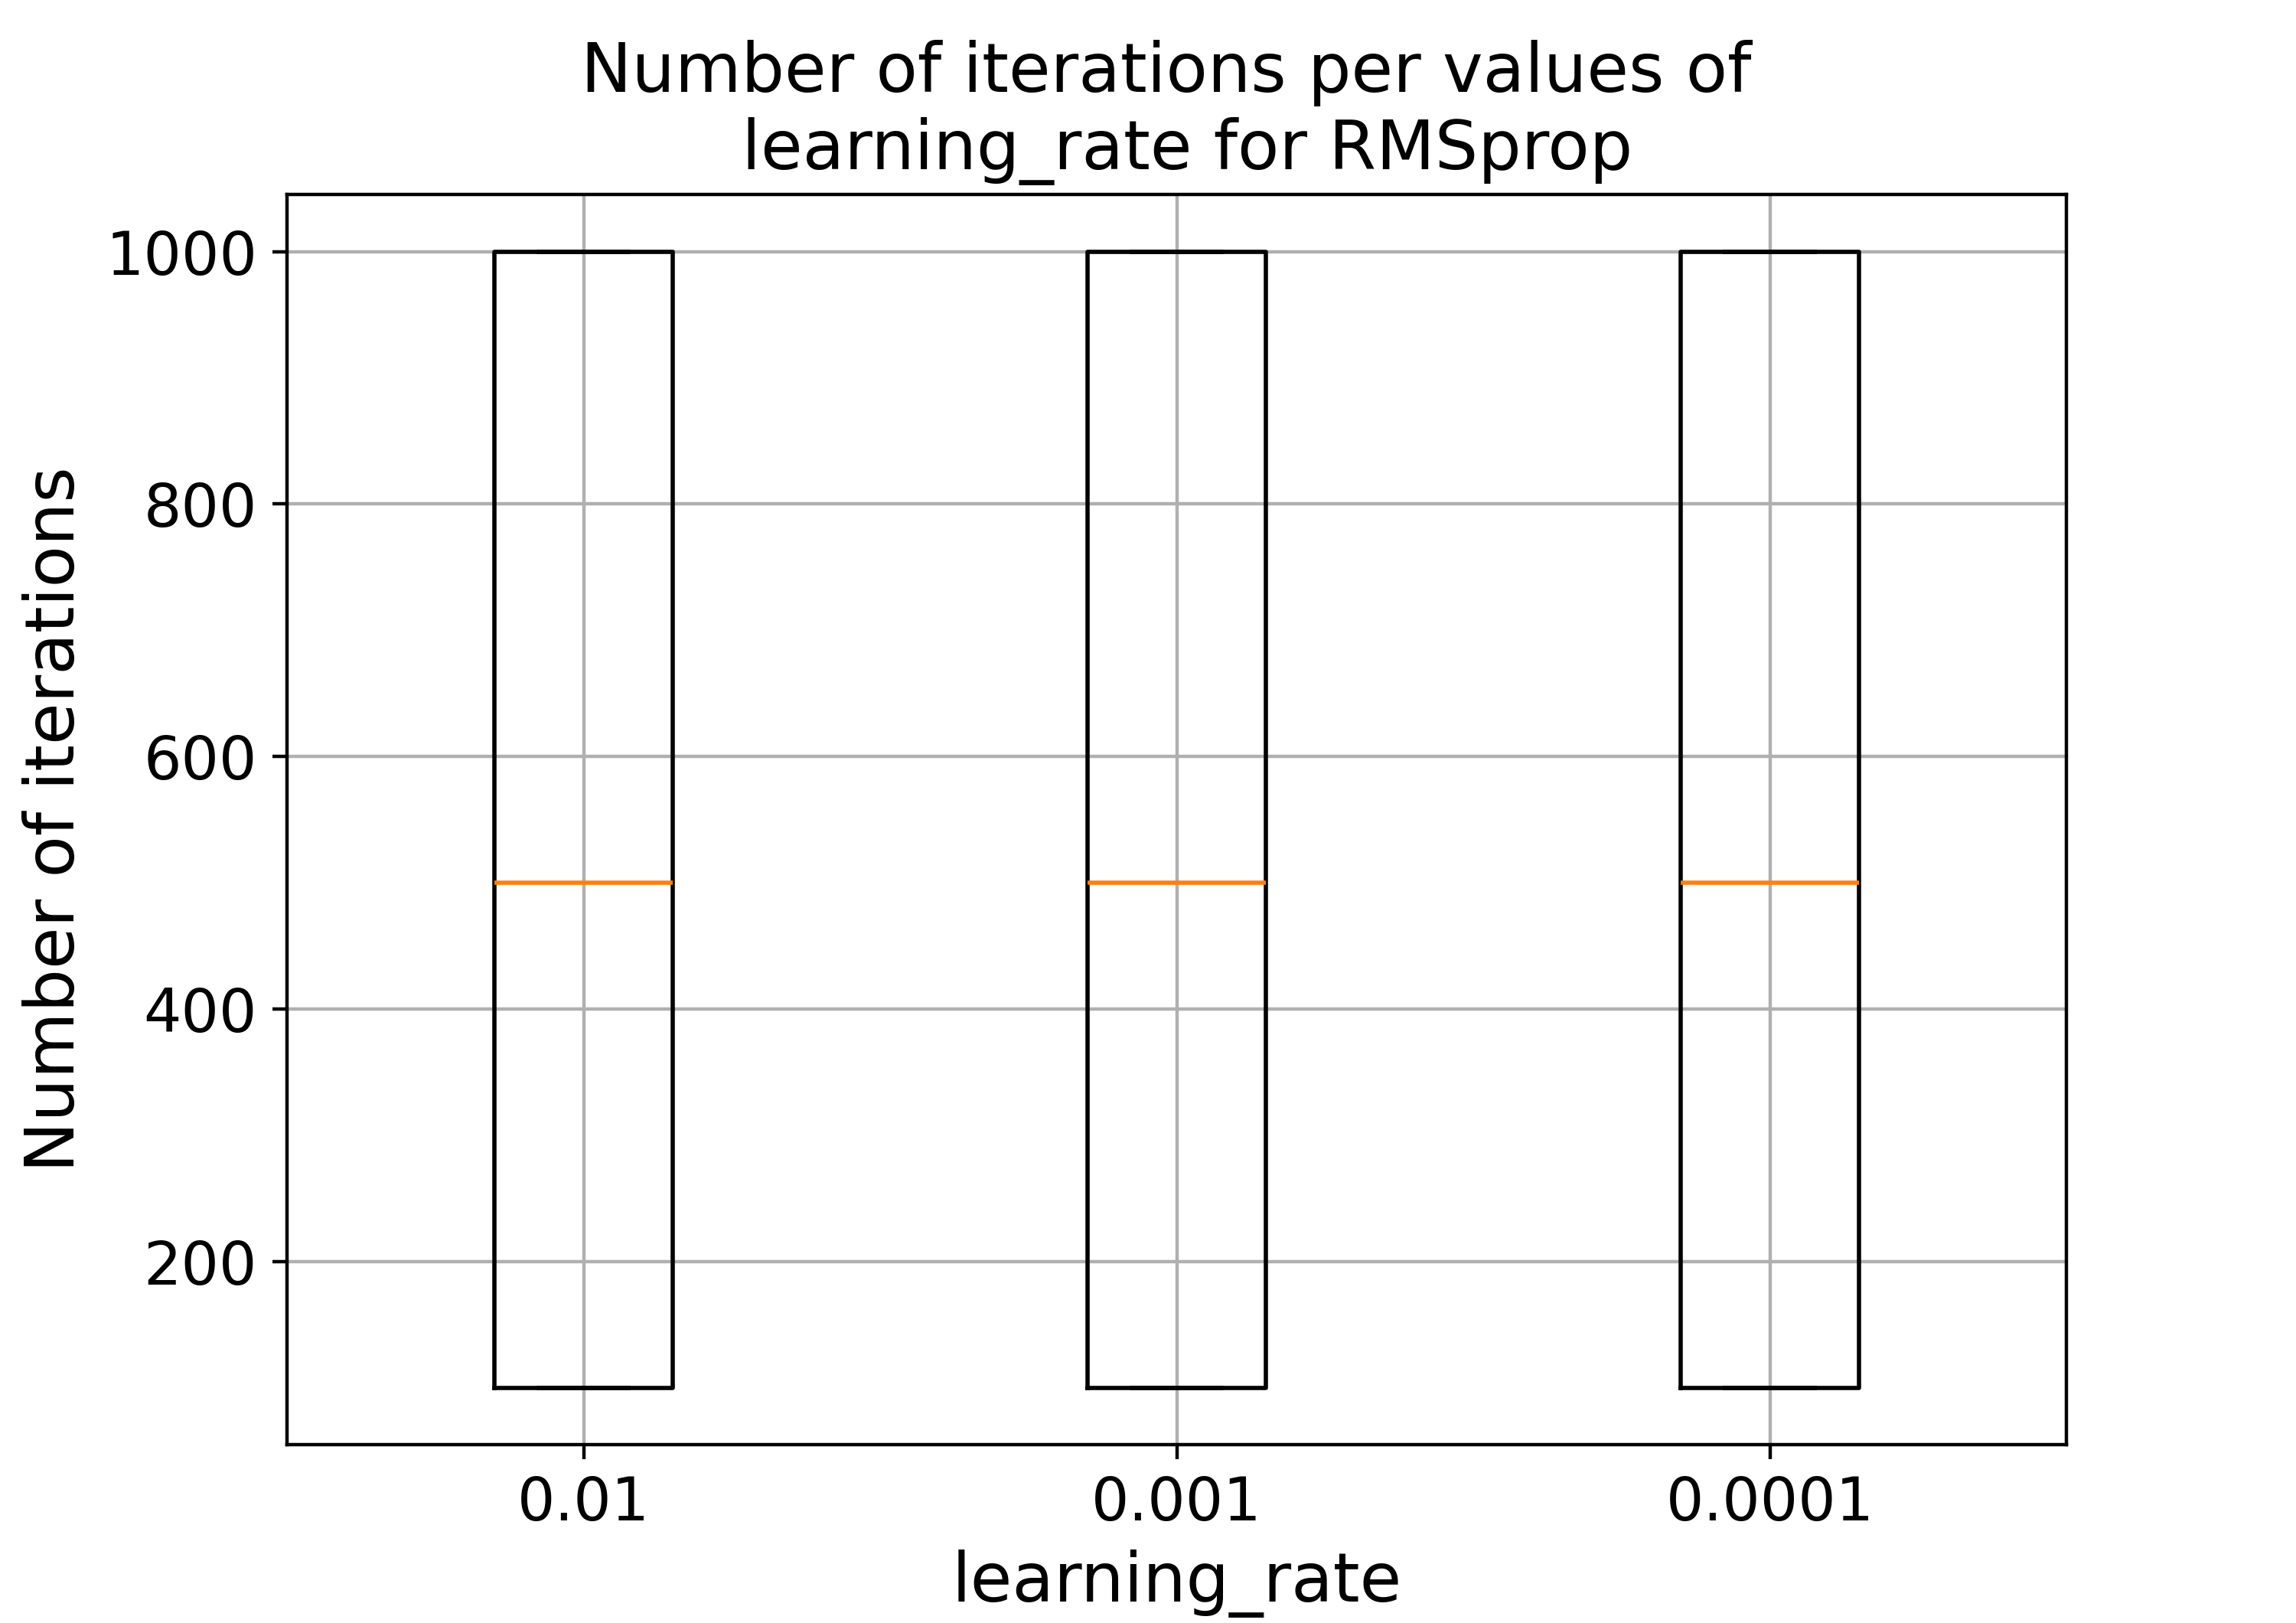 Number of iterations per values of
learning_rate for RMSprop
1000
800
600
400
200
Number of iterations
0.01
0.001
0.0001
learning_rate